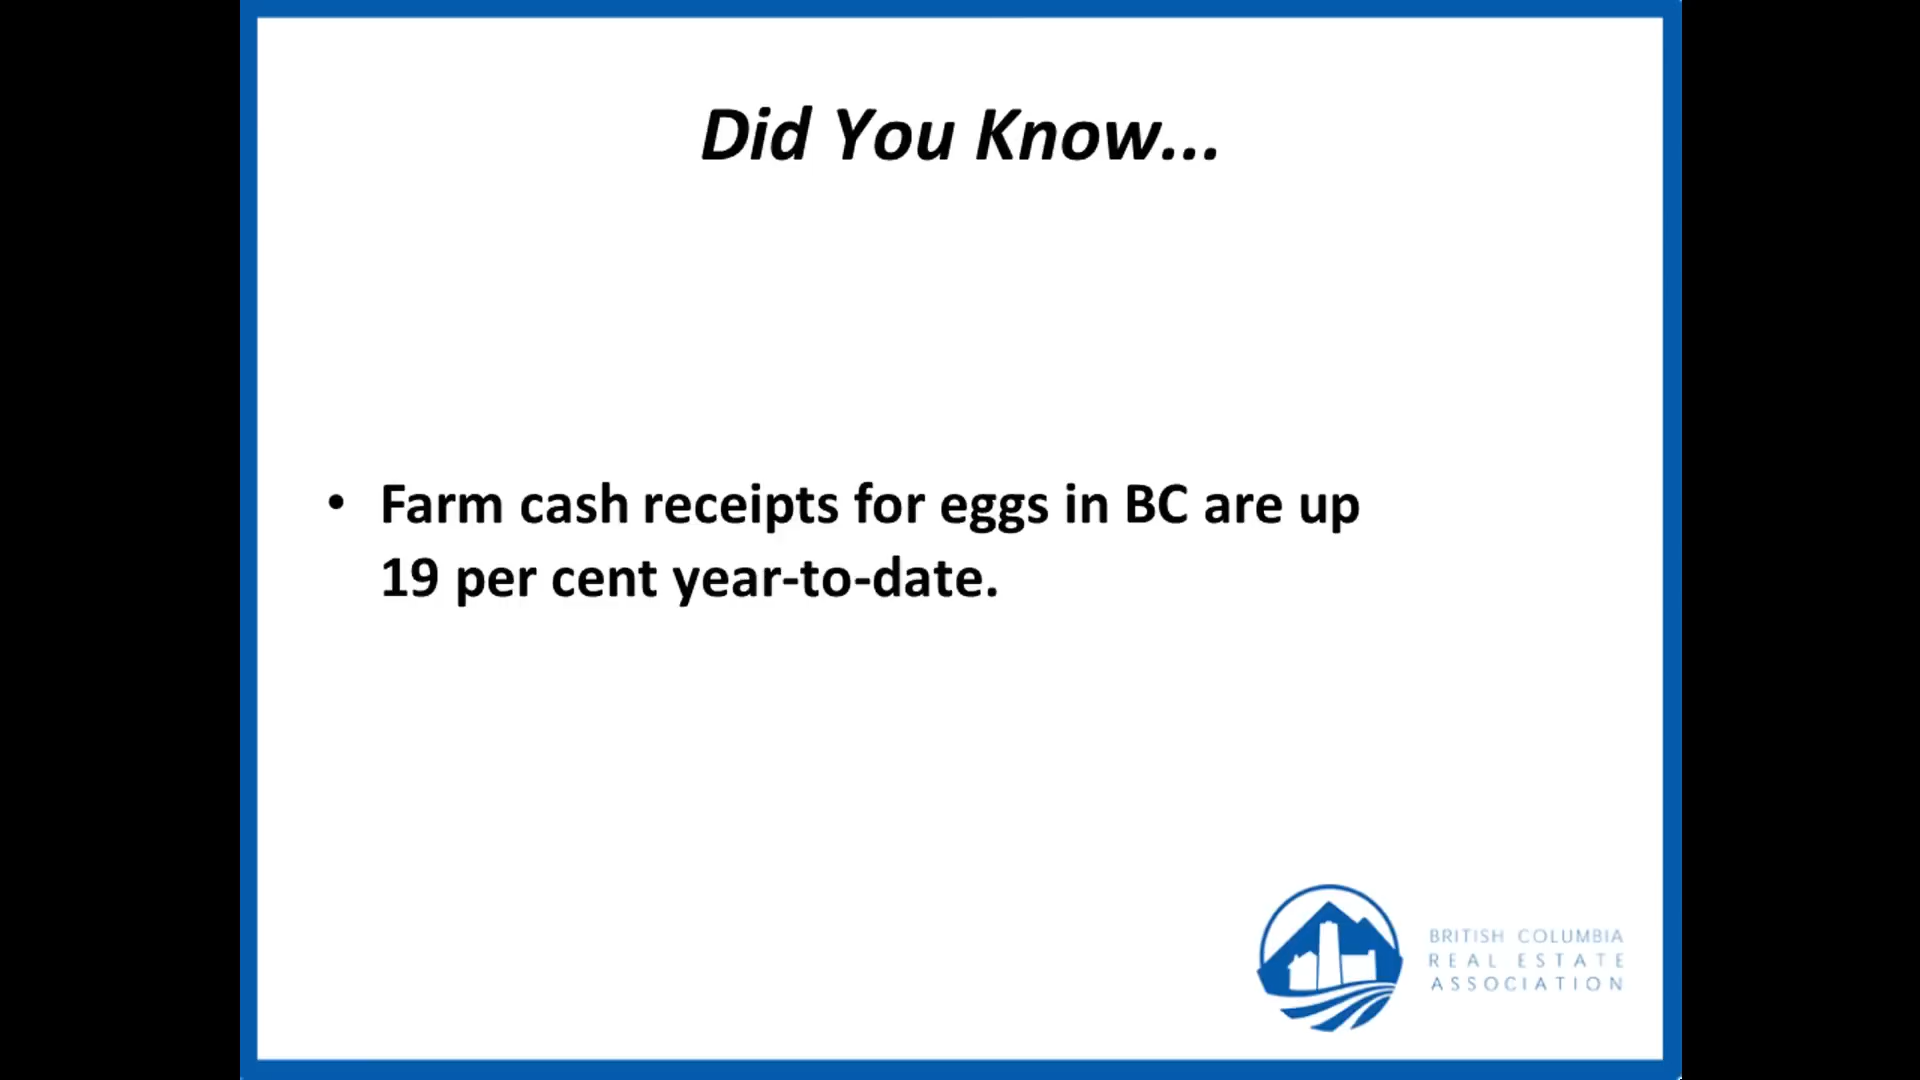 Did You Know...
• Farm cash receipts for eggs in BC are up
19 per cent year-to-date.
BRITISH COLUMBIA
REAL ESTATE
ASSOCIATION